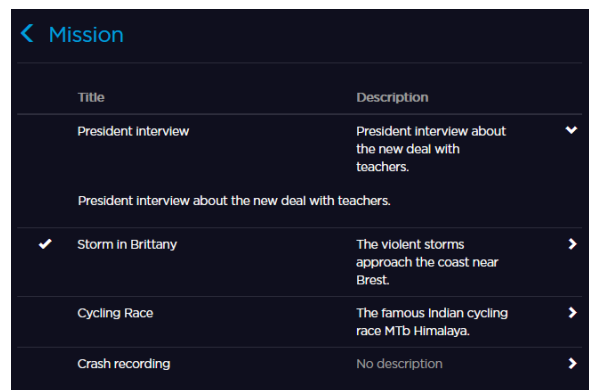 Mission
Title Description
President interview President interview about
the new deal with
teachers.
President interview about the new deal with teachers.
Storm in Brittany The violent storms
approach the coast near
Brest.
Cycling Race The famous Indian cycling
race MTb Himalaya.
Crash recording No description